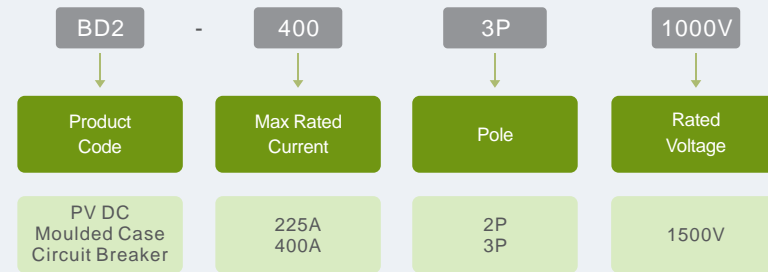 BD2 - 400 3P 1000V
Product Code
Max Rated Current
Pole
Rated Voltage
PV DC
Moulded Case
Circuit Breaker
225A
400A
2P
3P
1500V